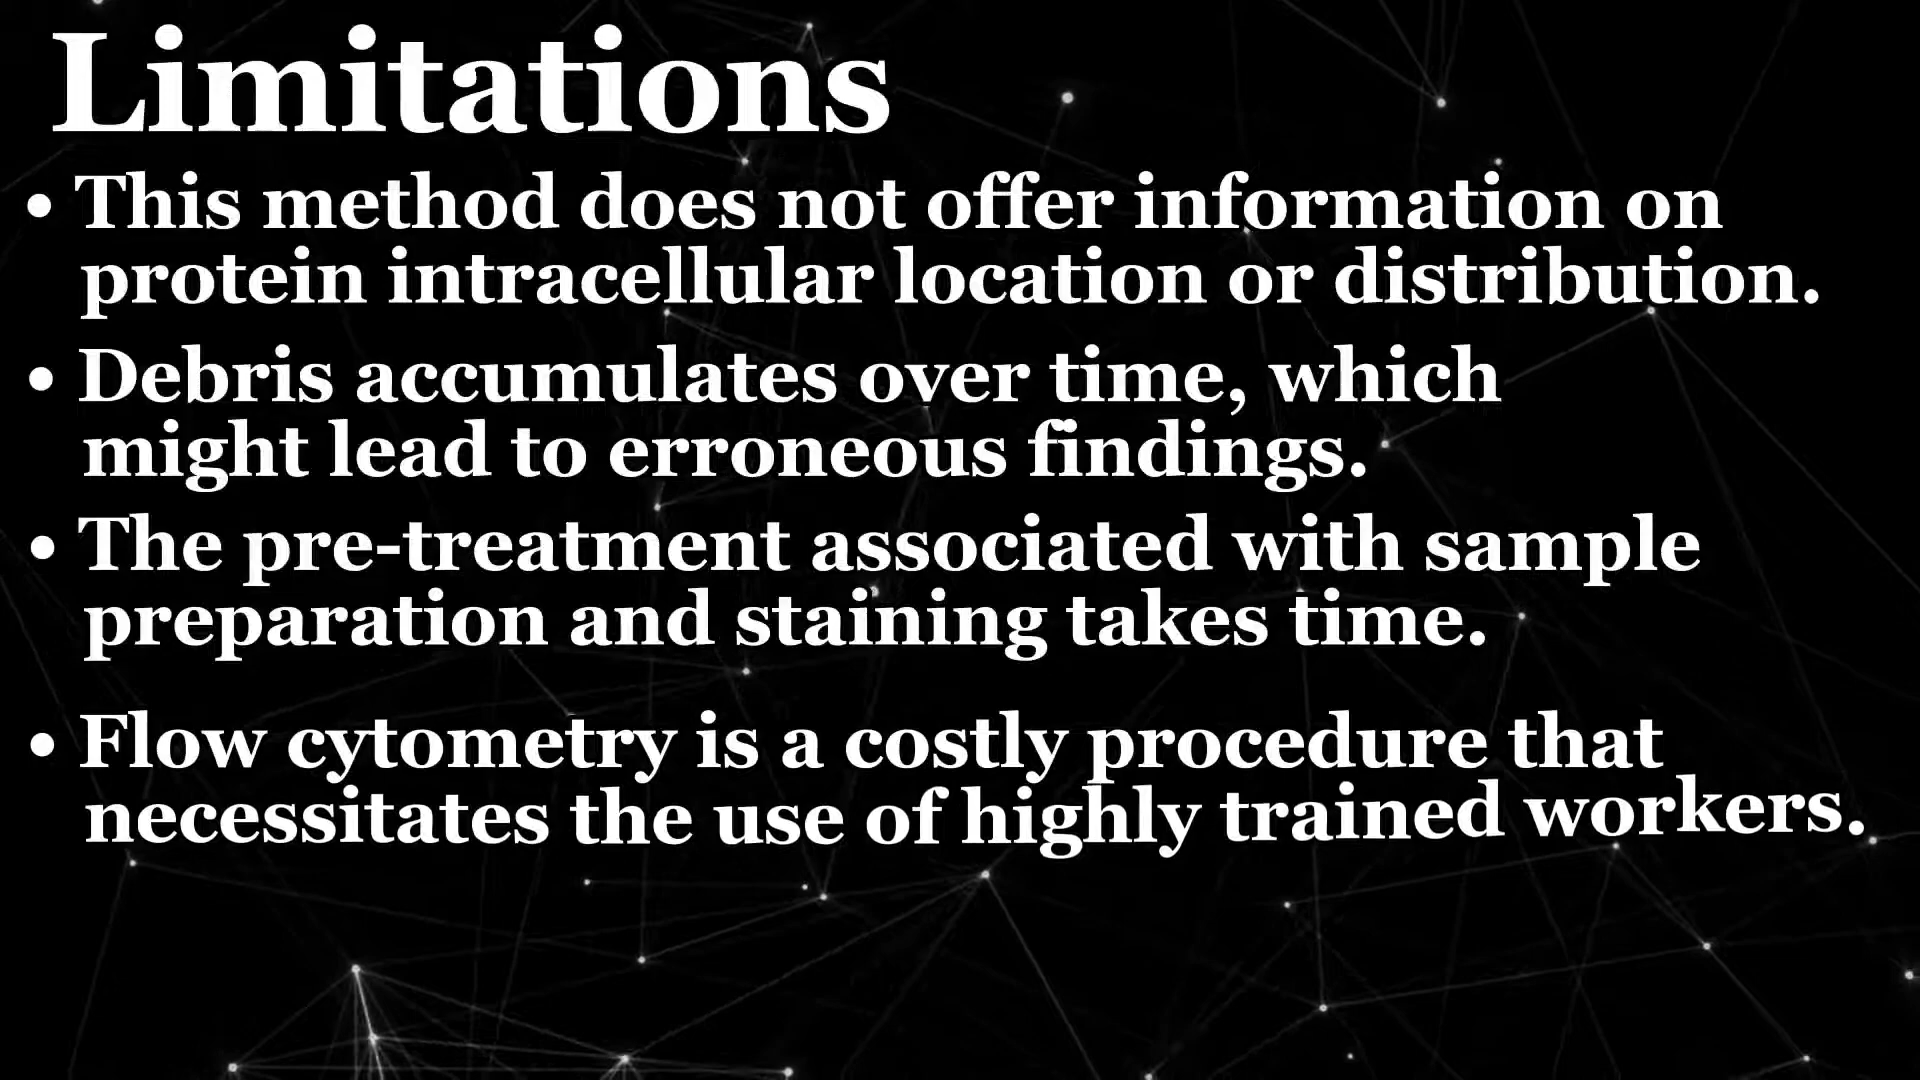 Limitations
• This method does not offer information on
protein intracellular location or distribution.
• Debris accumulates over time, which
might lead to erroneous findings.
• The pre-treatment associated with sample
preparation and staining takes time.
• Flow cytometry is a costly procedure that
necessitates the use of highly trained workers.